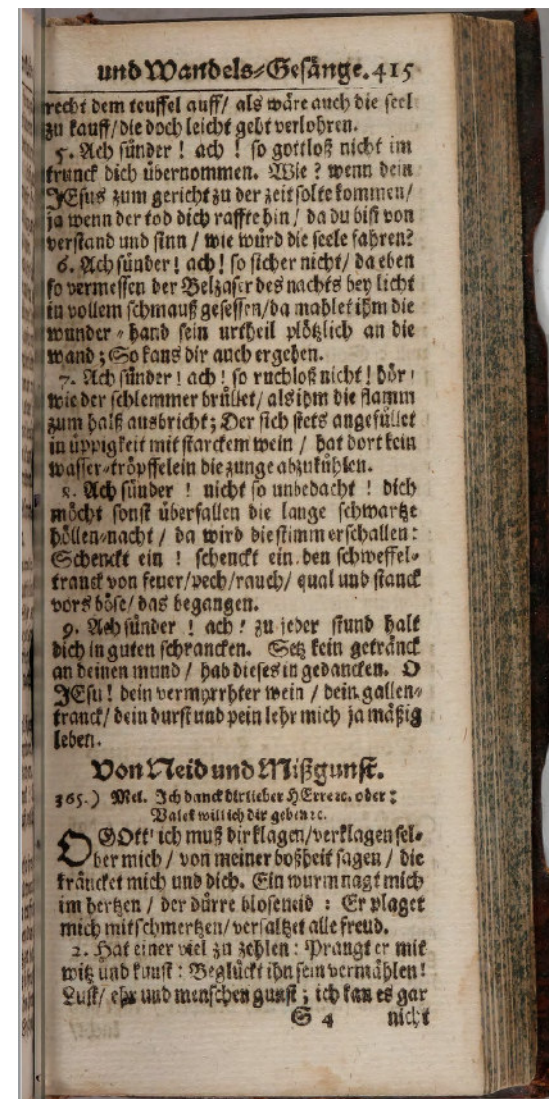 und Wandels-Gesänge. 415
recht dem teuffel auff/ als wäre auch die seel
zu kauff/die doch leicht geht verlohren.
5. Ach sünder ! ach ! so gottloß nicht im
trunck dich übernommen. Wie ? wenn dein
JEsus zum gericht zu der zeit solte kommen/
ja wenn der tod dich raffte hin / da du bist von
verstand und sinn / wie würd die seele fahren?
6. Ach sünder ! ach ! so sicher nicht/ da eben
so vermessen der Belzaser des nachts bey licht
in vollem schmauß gesessen/da mahlet ihm die
wunder-hand sein urtheil plötzlich an die
wand ; So kans dir auch ergehen.
7. Ach sünder ! ach ! so ruchloß nicht ! hör /
wie der schlemmer brüllet/ als ihm die flamm
zum halß ausbricht; Der sich stets angefüllet
in üppigkeit mit starckem wein / hat dort kein
wasser-tröpffelein die zunge abzukühlen.
8. Ach sünder ! nicht so unbedacht ! dich
möcht sonst überfallen die lange schwartze
höllen-nacht / da wird die stimm erschallen:
Schenckt ein ! schenckt ein den schweffel-
tranck von feuer/pech/rauch/ qual und stanck
vors böse/ das begangen.
9. Ach sünder ! ach ! zu jeder stund halt
dich in guten schrancken. Setz kein getränck
an deinen mund / hab dieses in gedancken. O
JEsu! dein vermyrrhter wein / dein gallen-
tranck/ dein durst und pein lehr mich ja mäßig
leben.
Von Neid und Mißgunst.
365.) Mel. Ich danck dir lieber HErre ꝛc. oder :
Valet will ich dir geben ꝛc.
O GOtt! ich muß dir klagen/verklagen sel-
ber mich / von meiner boßheit sagen / die
kräncket mich und dich. Ein wurm nagt mich
im hertzen / der dürre blose neid : Er plaget
mich mit schmertzen/ versaltzet alle freud.
2. Hat einer viel zu zehlen : Prangt er mit
witz und kunst : Beglückt ihn sein vermählen!
Lust/ ehr und menschen gunst ; ich kan es gar
S 4 nicht